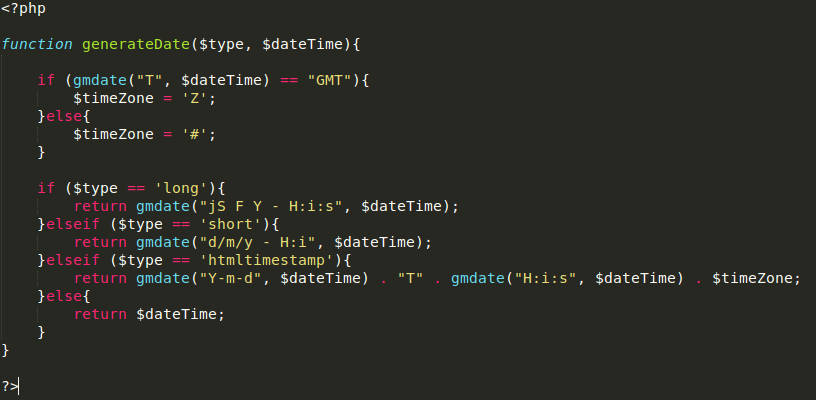 <?php
function generateDate($type, $dateTime){
if (gmdate("T", $dateTime) == "GMT"){
$timeZone = 'Z';
}else{
$timeZone = '#';
}
if ($type == 'long'){
return gmdate("jS F Y - H:i:s", $dateTime);
}elseif ($type == 'short'){
return gmdate("d/m/y - H:i", $dateTime);
}elseif ($type == 'htmltimestamp'){
return gmdate("Y-m-d", $dateTime) . "T" . gmdate("H:i:s", $dateTime) . $timeZone;
}else{
return $dateTime;
}
}
?>